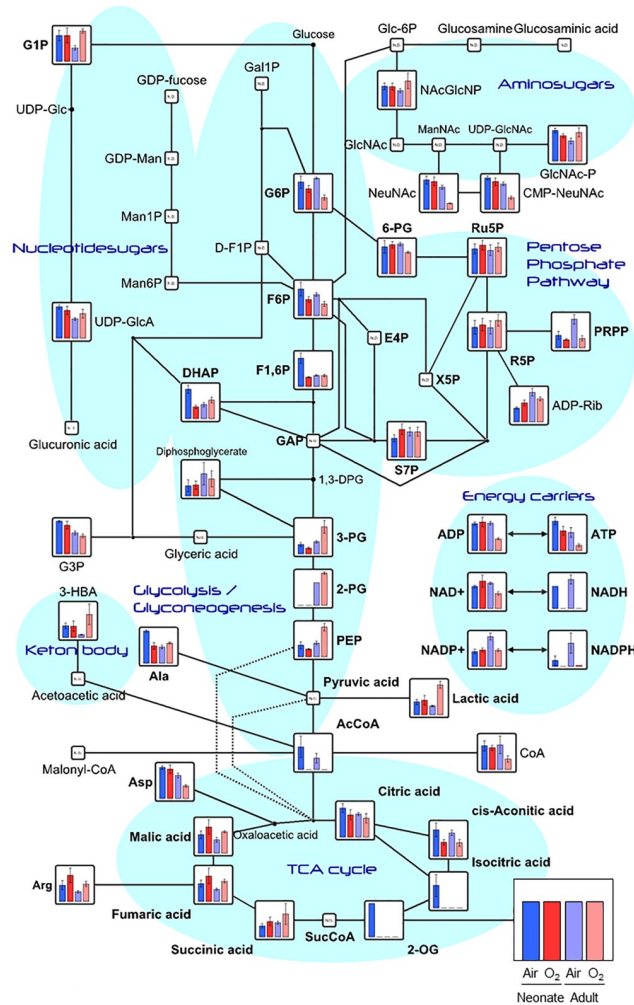 G1P
Glucose
Glc-6P
Glucosamine
Glucosaminic acid
Gal1P
GDP-fucose
NAcGlcNP
Aminosugars
UDP-Glc
GlcNAc
ManNAc
UDP-GlcNAc
GDP-Man
GlcNAc-P
G6P
NeuNAc
CMP-NeuNAc
Man1P
6-PG
Ru5P
Nucleotidesugars
D-F1P
Pentose
Phosphate
Pathway
Man6P
F6P
UDP-GlcA
E4P
PRPP
R5P
DHAP
F1,6P
X5P
ADP-Rib
Glucuronic acid
GAP
S7P
Diphosphoglycerate
1,3-DPG
Energy carriers
3-PG
ADP
ATP
G3P
Glyceric acid
2-PG
3-HBA
Glycolysis /
Glyconeogenesis
NAD+
NADH
Keton body
PEP
NADP+
NADPH
Ala
Acetoacetic acid
Pyruvic acid
Lactic acid
AcCoA
Malonyl-CoA
CoA
Asp
Citric acid
cis-Aconitic acid
Malic acid
Oxaloacetic acid
Isocitric acid
TCA cycle
Arg
Fumaric acid
Succinic acid
SucCoA
2-OG
Air O2 Air O2
Neonate Adult